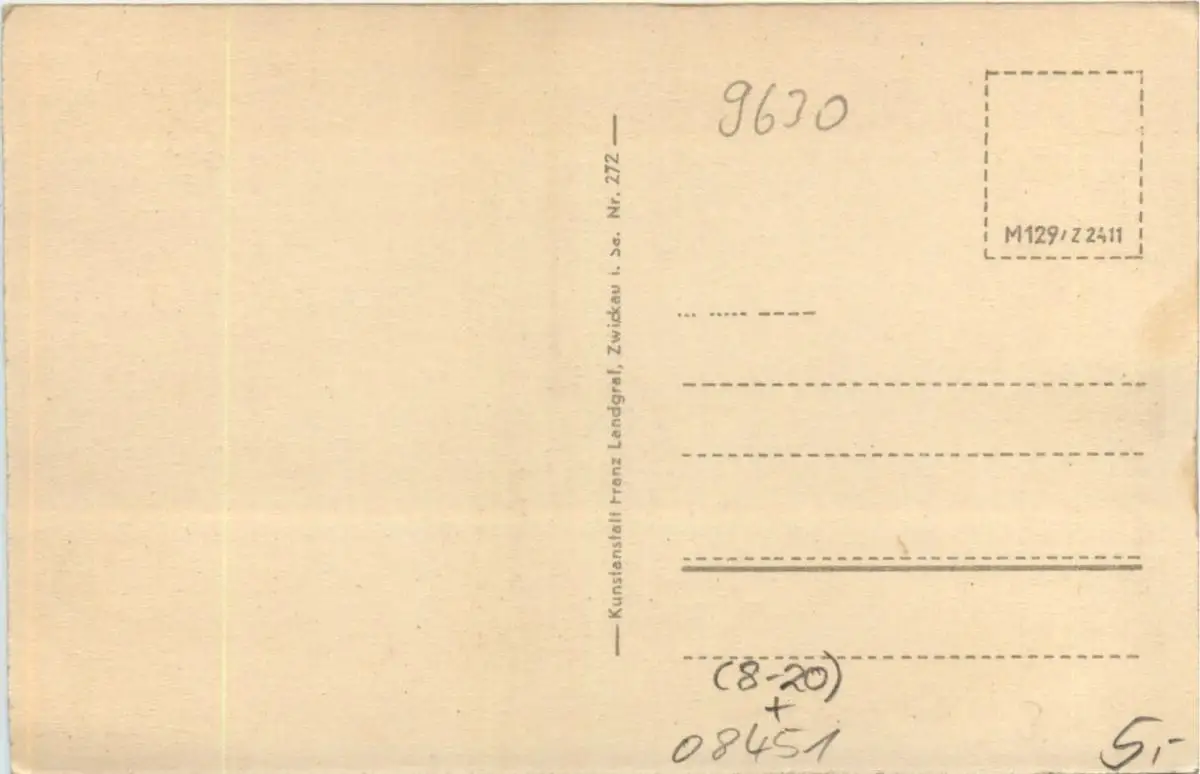 Kunstanstalt Franz Landgraf, Zwickau i. Sa. Nr. 272
9630
M129/Z2411
(8-20)
+
08451
5,-